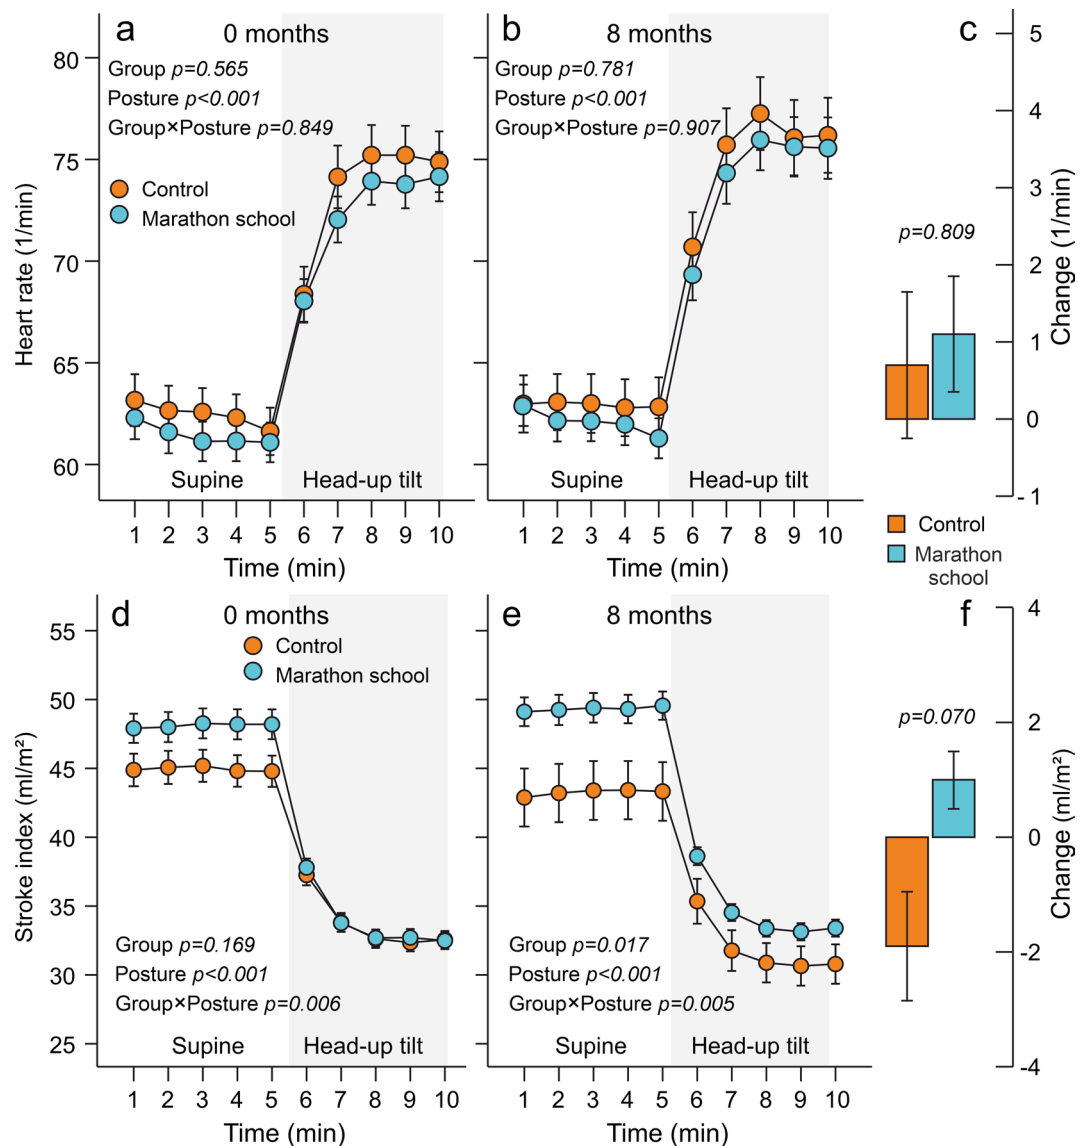 a
0 months
Group p=0.565
Posture p<0.001
Group×Posture p=0.849
Control
Marathon school
Heart rate (1/min)
80
75
70
65
60
Supine
Head-up tilt
1 2 3 4 5 6 7 8 9 10
Time (min)
b
8 months
Group p=0.781
Posture p<0.001
Group×Posture p=0.907
Supine
Head-up tilt
1 2 3 4 5 6 7 8 9 10
Time (min)
c
p=0.809
5
4
3
2
1
0
-1
Change (1/min)
Control
Marathon
school
d
0 months
Control
Marathon school
Stroke index (ml/m²)
55
50
45
40
35
30
25
Group p=0.169
Posture p<0.001
Group×Posture p=0.006
Supine
Head-up tilt
1 2 3 4 5 6 7 8 9 10
Time (min)
e
8 months
Group p=0.017
Posture p<0.001
Group×Posture p=0.005
Supine
Head-up tilt
1 2 3 4 5 6 7 8 9 10
Time (min)
f
p=0.070
4
2
0
-2
-4
Change (ml/m²)